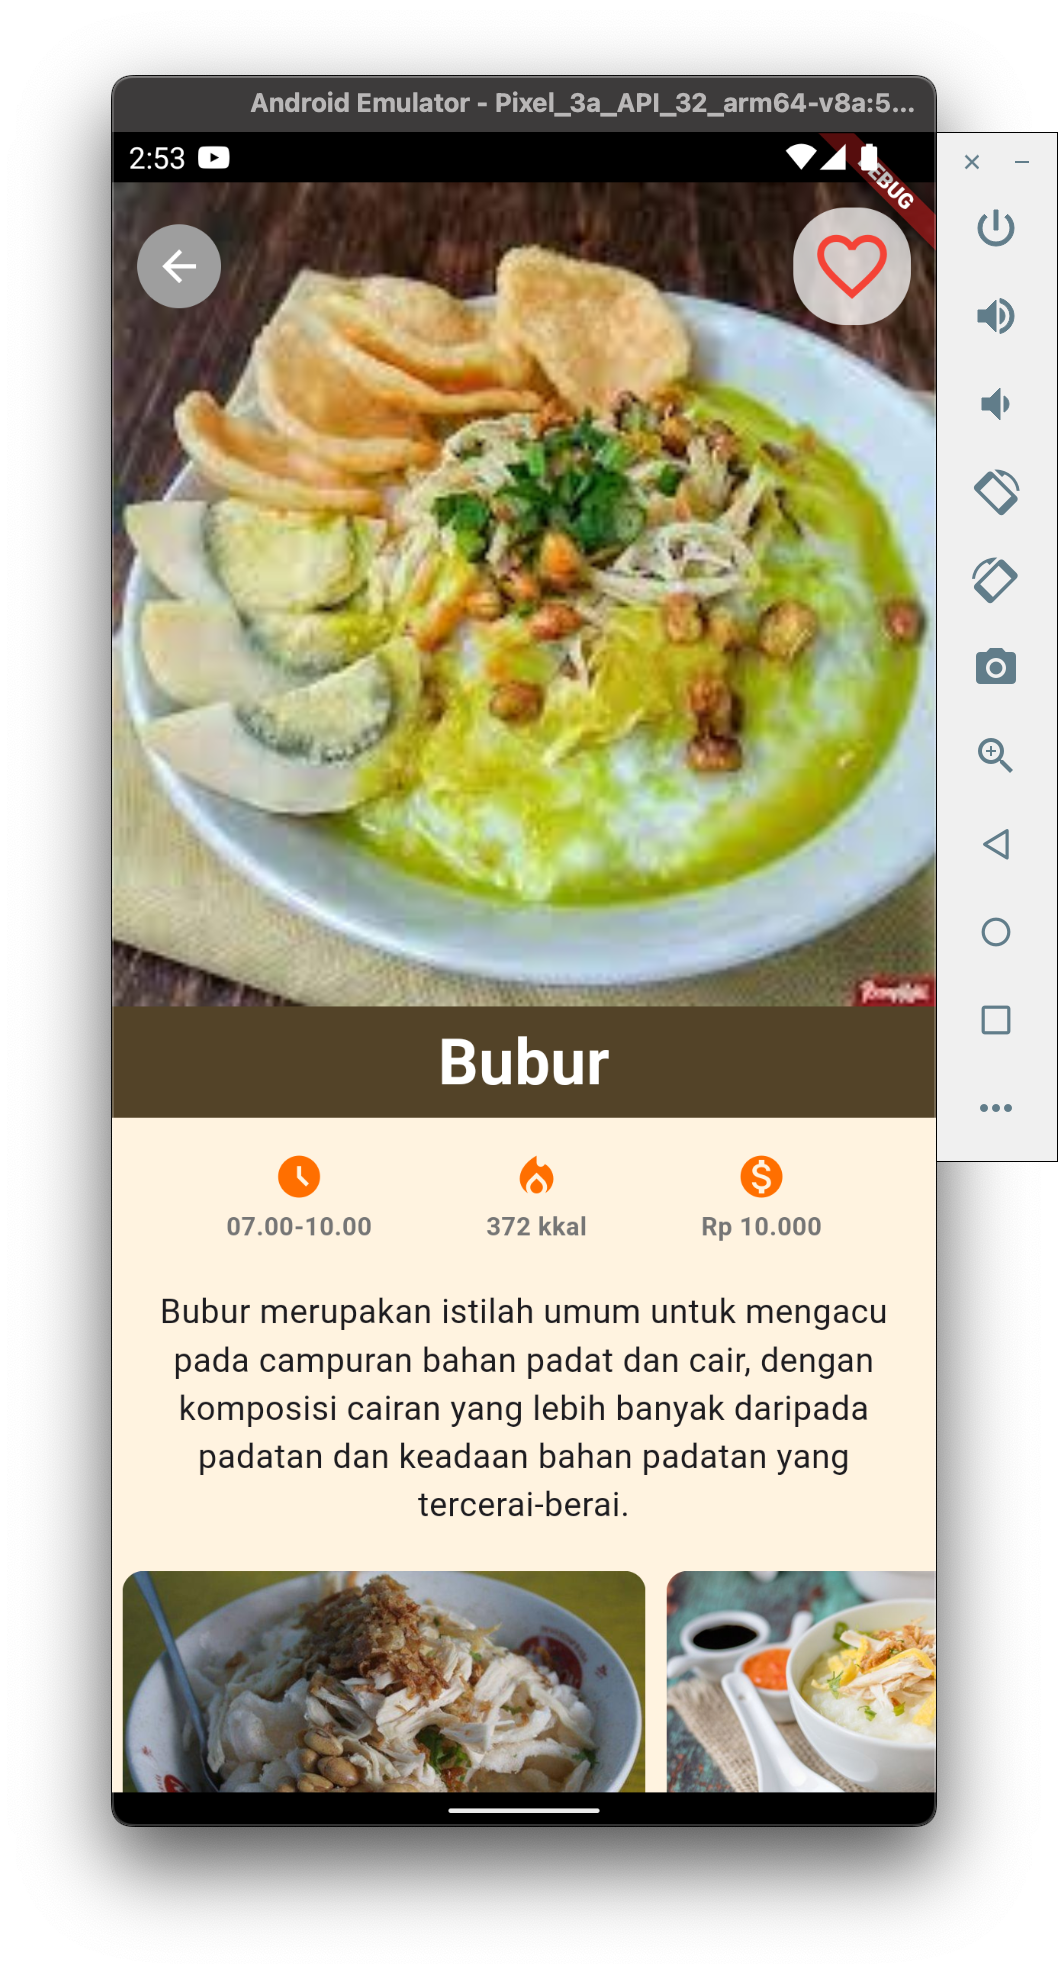 Android Emulator - Pixel_3a_API_32_arm64-v8a:5...
2:53
Bubur
07.00-10.00
372 kkal
Rp 10.000
Bubur merupakan istilah umum untuk mengacu
pada campuran bahan padat dan cair, dengan
komposisi cairan yang lebih banyak daripada
padatan dan keadaan bahan padatan yang
tercerai-berai.